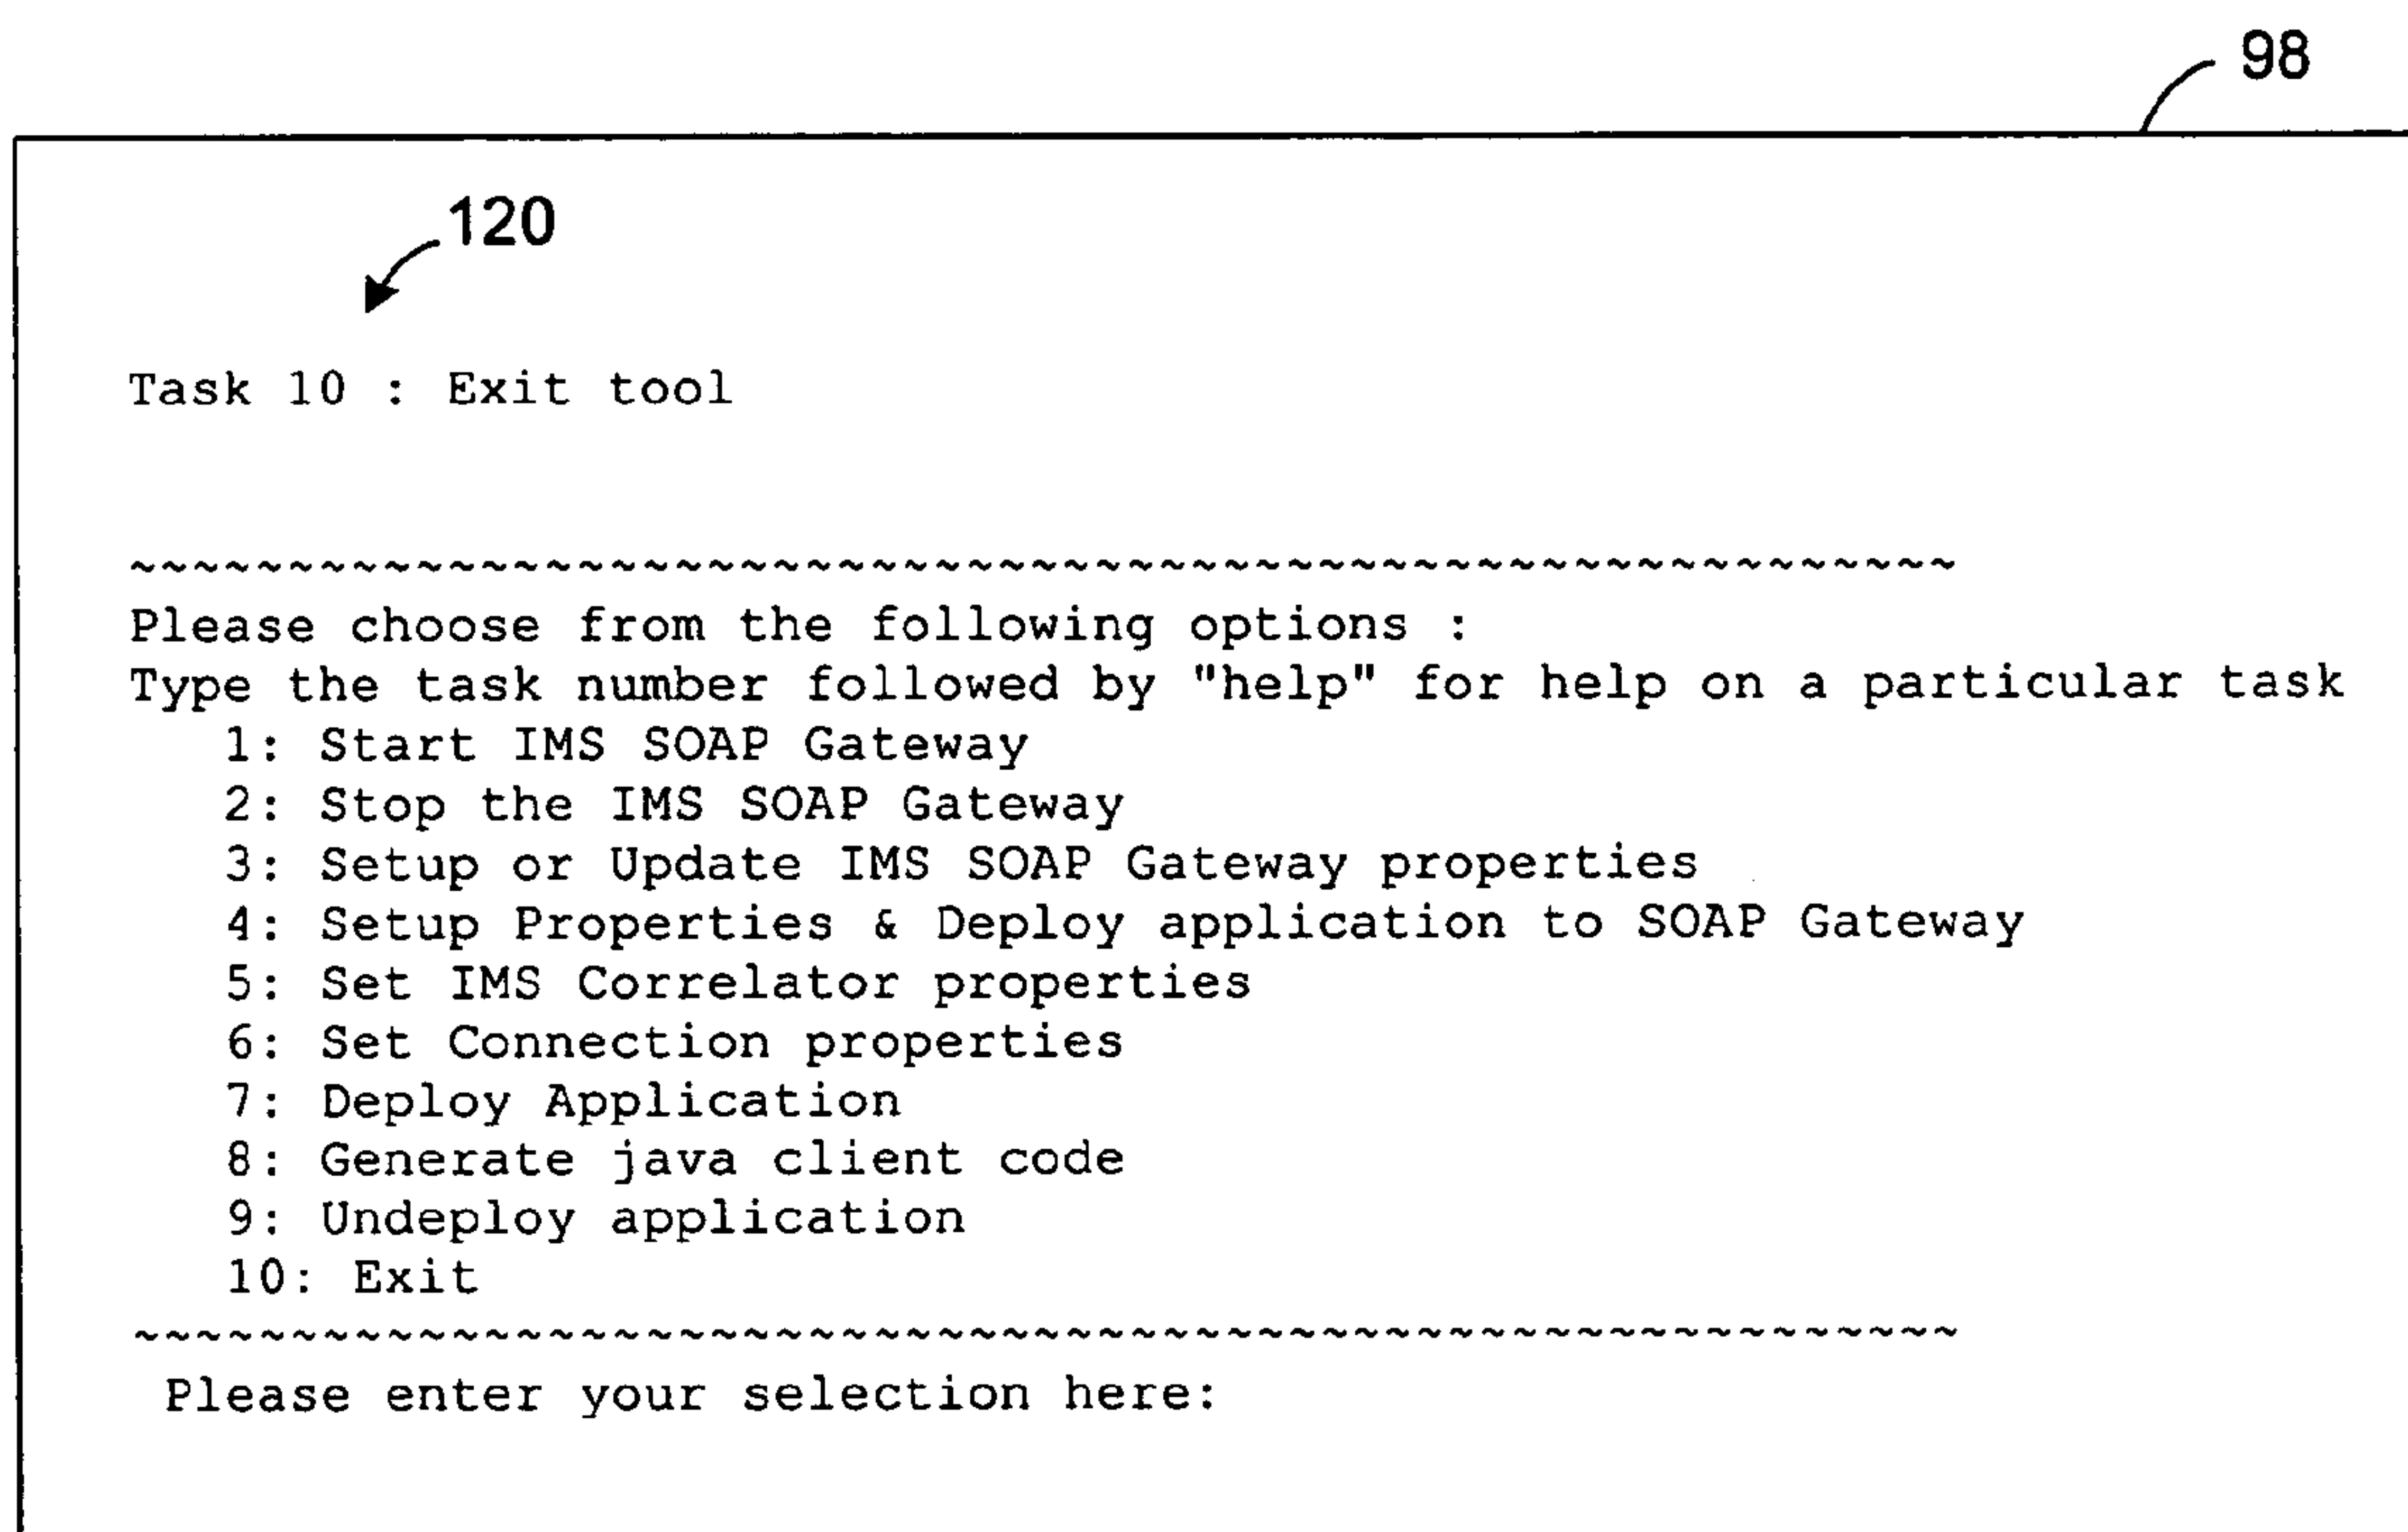 98
120
Task 10 : Exit tool
~~~~~~~~~~~~~~~~~~~~~~~~~~~~~~~~~~~~~~~~~~~~~~~~~~~~~~~~~
Please choose from the following options :
Type the task number followed by "help" for help on a particular task
1: Start IMS SOAP Gateway
2: Stop the IMS SOAP Gateway
3: Setup or Update IMS SOAP Gateway properties
4: Setup Properties & Deploy application to SOAP Gateway
5: Set IMS Correlator properties
6: Set Connection properties
7: Deploy Application
8: Generate java client code
9: Undeploy application
10: Exit
~~~~~~~~~~~~~~~~~~~~~~~~~~~~~~~~~~~~~~~~~~~~~~~~~~~~~~~~~
Please enter your selection here: